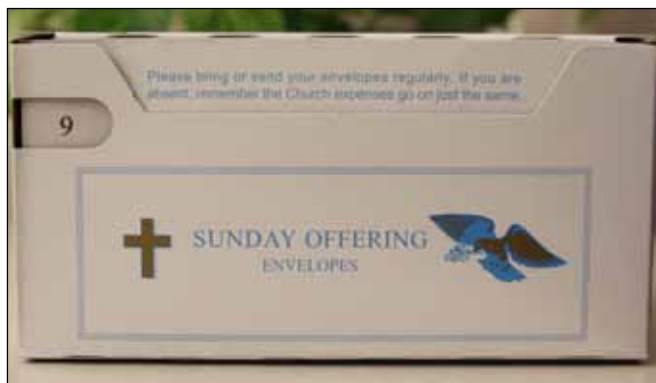 Please bring or send your envelopes regularly. If you are
absent, remember the Church expenses go on just the same.
9
SUNDAY OFFERING
ENVELOPES